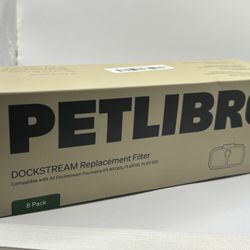 PETLIBRO
DOCKSTREAM Replacement Filter
Compatible with All Dockstream Fountains
8 Pack